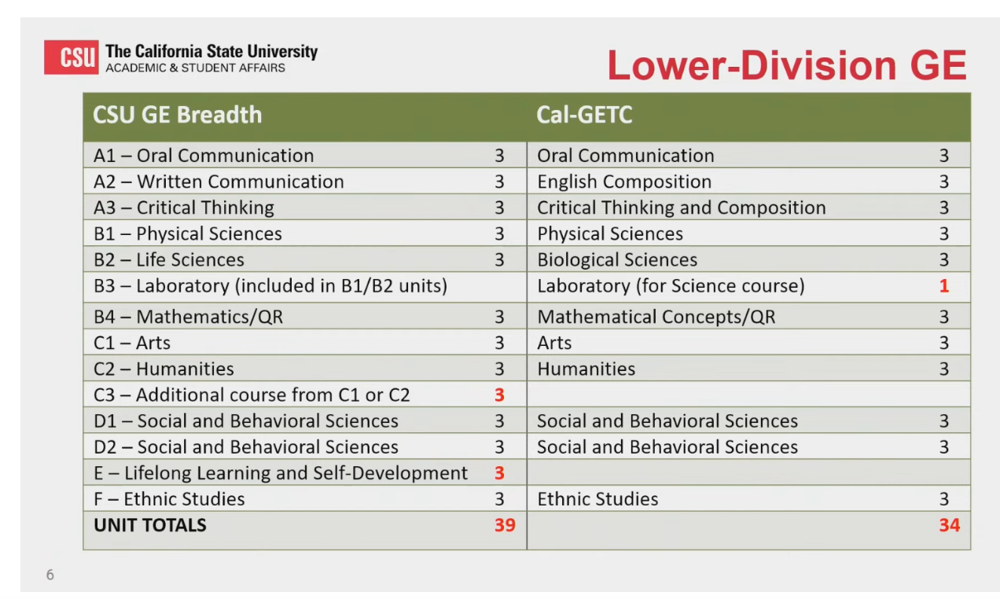 CSU The California State University
ACADEMIC & STUDENT AFFAIRS
Lower-Division GE
CSU GE Breadth Cal-GETC
A1 – Oral Communication 3 Oral Communication 3
A2 – Written Communication 3 English Composition 3
A3 – Critical Thinking 3 Critical Thinking and Composition 3
B1 – Physical Sciences 3 Physical Sciences 3
B2 – Life Sciences 3 Biological Sciences 3
B3 – Laboratory (included in B1/B2 units) Laboratory (for Science course) 1
B4 – Mathematics/QR 3 Mathematical Concepts/QR 3
C1 – Arts 3 Arts 3
C2 – Humanities 3 Humanities 3
C3 – Additional course from C1 or C2 3
D1 – Social and Behavioral Sciences 3 Social and Behavioral Sciences 3
D2 – Social and Behavioral Sciences 3 Social and Behavioral Sciences 3
E – Lifelong Learning and Self-Development 3
F – Ethnic Studies 3 Ethnic Studies 3
UNIT TOTALS 39 34
6